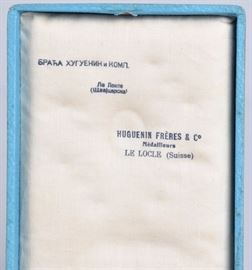 БРАЋА ХУГУЕНИН и КОМП.
Ле Локле
(Швајцарска)
HUGUENIN FRÈRES & Cº
Médailleurs
LE LOCLE (Suisse)